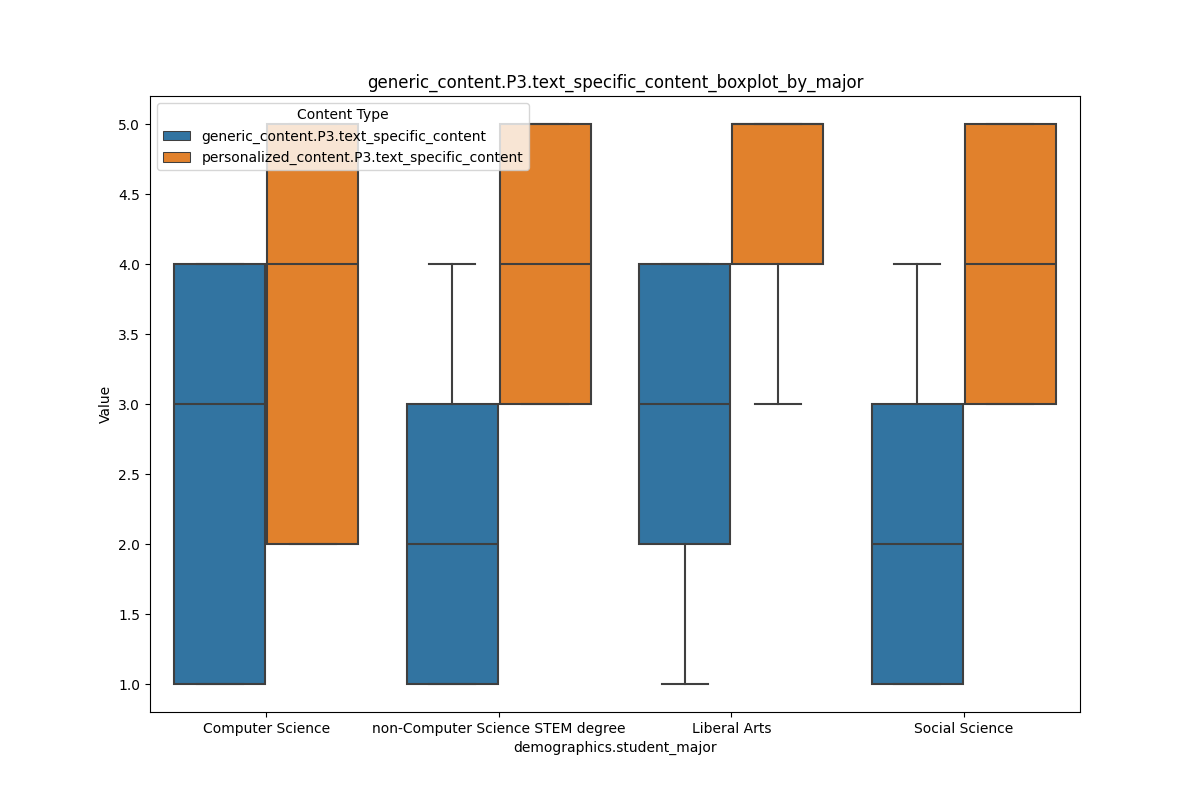 generic_content.P3.text_specific_content_boxplot_by_major
Content Type
generic_content.P3.text_specific_content
personalized_content.P3.text_specific_content
5.0
4.5
4.0
3.5
3.0
2.5
2.0
1.5
1.0
Value
Computer Science
non-Computer Science STEM degree
Liberal Arts
Social Science
demographics.student_major